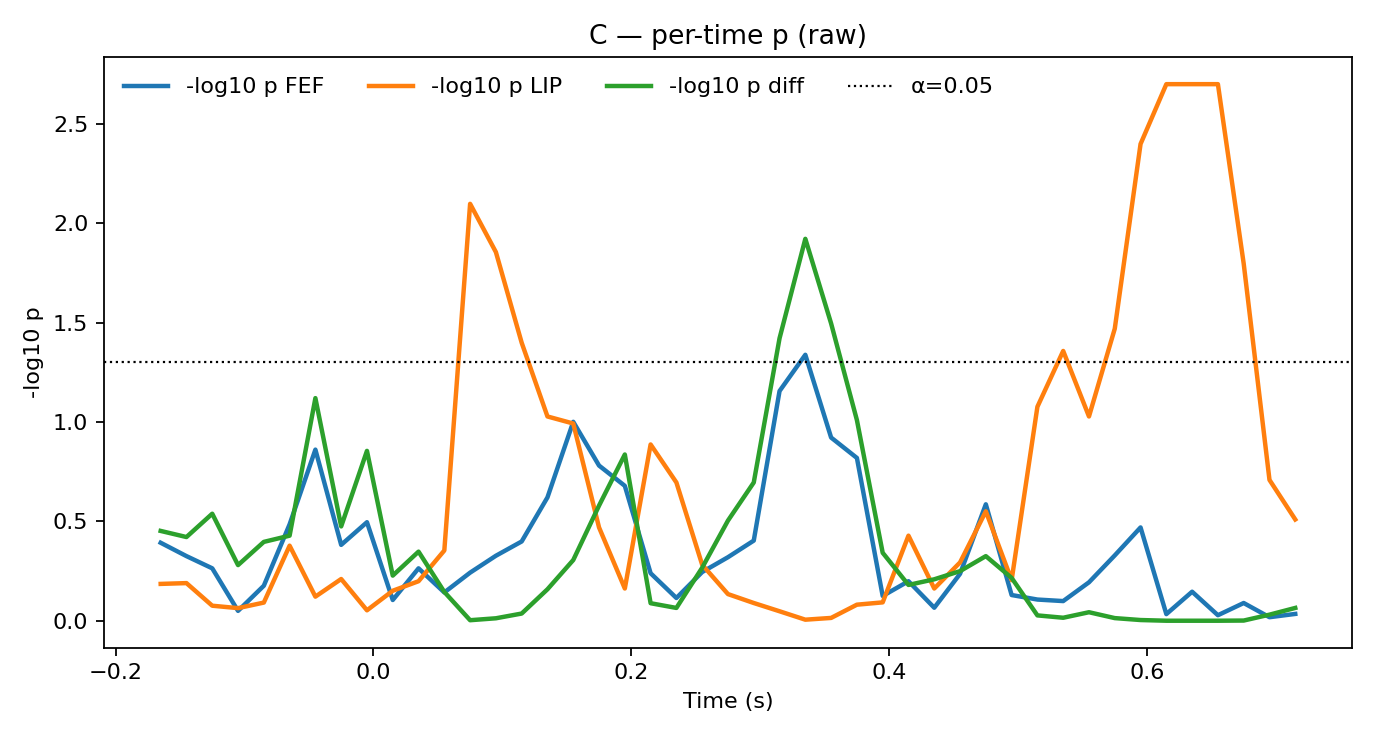 C — per-time p (raw)
-log10 p FEF
-log10 p LIP
-log10 p diff
α=0.05
-log10 p
2.5
2.0
1.5
1.0
0.5
0.0
−0.2
0.0
0.2
0.4
0.6
Time (s)